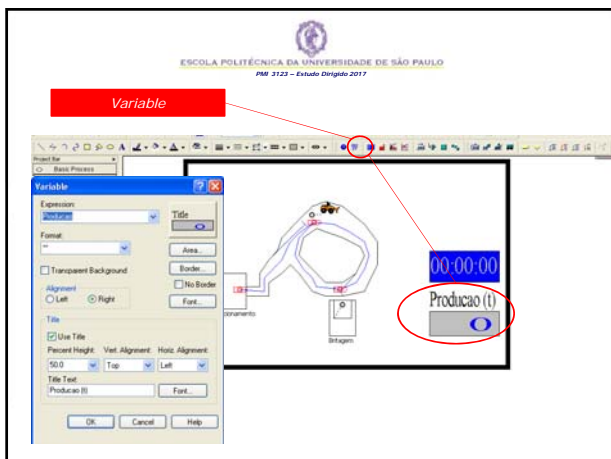 ESCOLA POLITÉCNICA DA UNIVERSIDADE DE SÃO PAULO
PMI 3123 – Estudo Dirigido 2017
Variable
Project Bar
Basic Process
Variable
Expression:
Producao
Title
Format:
**
Area...
Transparent Background
Border...
Alignment
Left
Right
No Border
Font...
Title
Use Title
Percent Height:
Vert. Alignment:
Horiz. Alignment:
50.0
Top
Left
Title Text:
Producao (t)
Font...
OK
Cancel
Help
cionamento
Britagem
00:00:00
Producao (t)
0